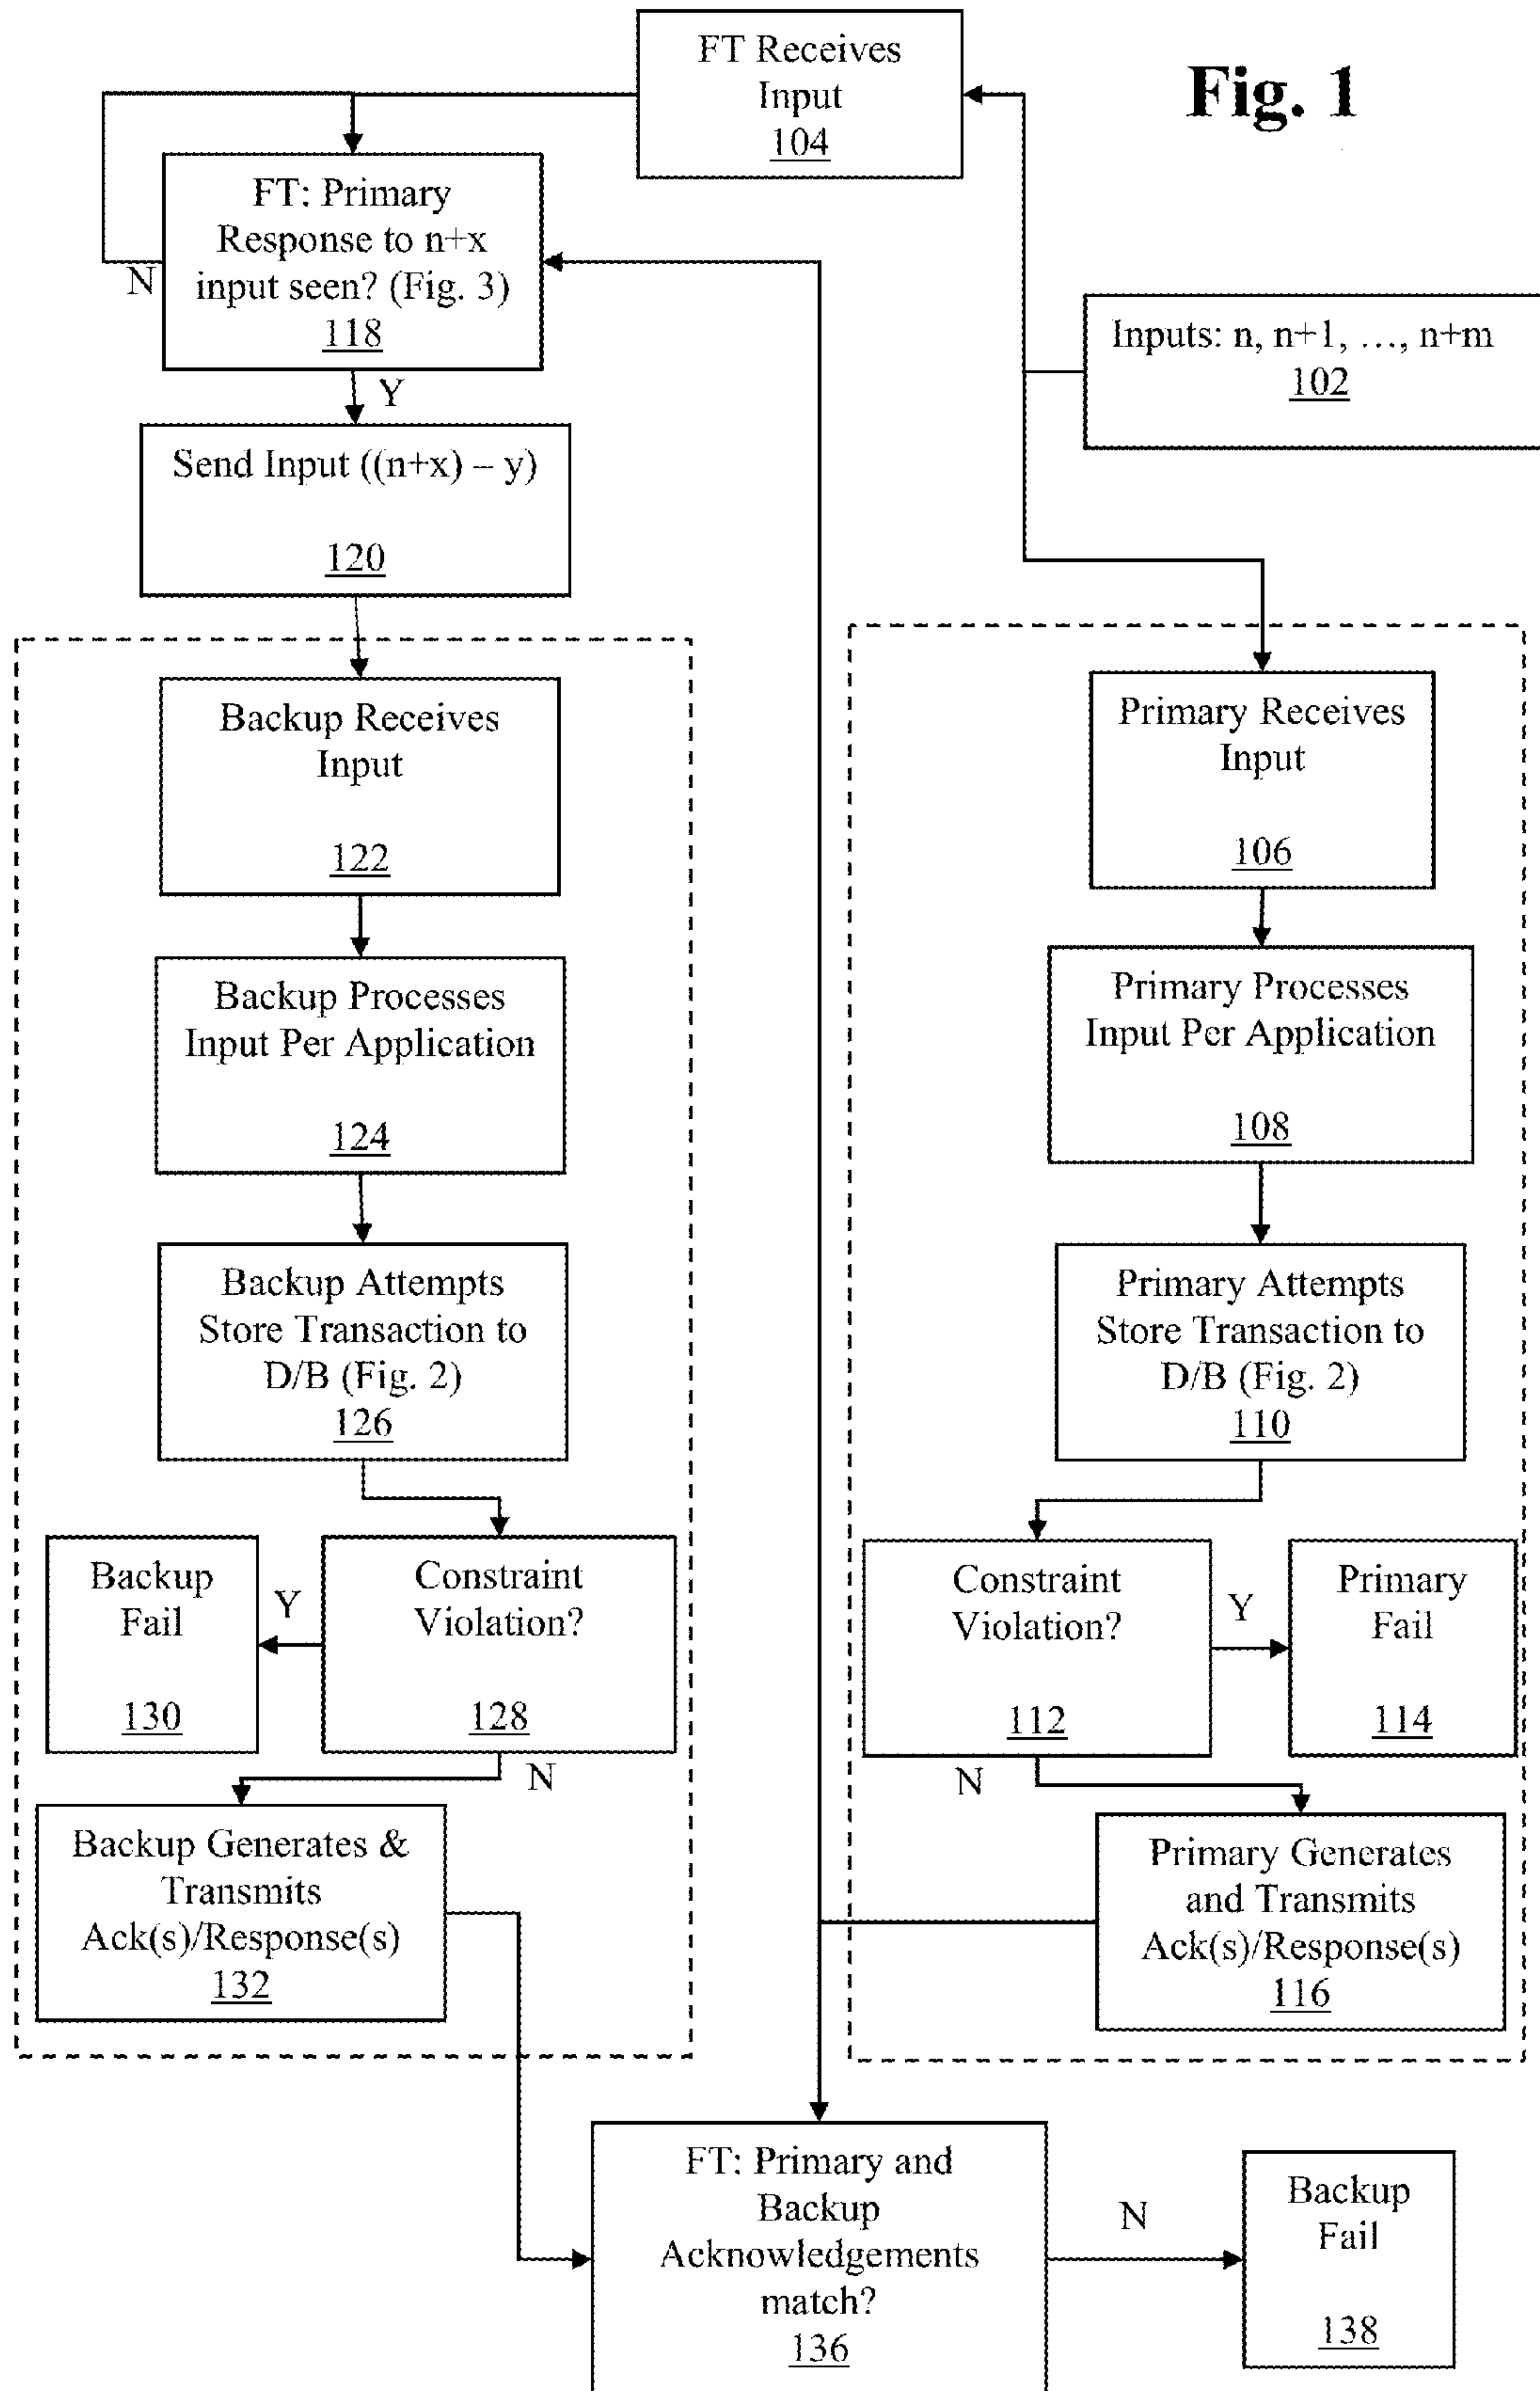 Fig. 1
FT Receives
Input
104
FT: Primary
Response to n+x
input seen? (Fig. 3)
118
N
Y
Inputs: n, n+1, ..., n+m
102
Send Input ((n+x) – y)
120
Backup Receives
Input
122
Primary Receives
Input
106
Backup Processes
Input Per Application
124
Primary Processes
Input Per Application
108
Backup Attempts
Store Transaction to
D/B (Fig. 2)
126
Primary Attempts
Store Transaction to
D/B (Fig. 2)
110
Backup
Fail
130
Y
Constraint
Violation?
128
N
Constraint
Violation?
112
Y
N
Primary
Fail
114
Backup Generates &
Transmits
Ack(s)/Response(s)
132
Primary Generates
and Transmits
Ack(s)/Response(s)
116
FT: Primary and
Backup
Acknowledgements
match?
136
N
Backup
Fail
138